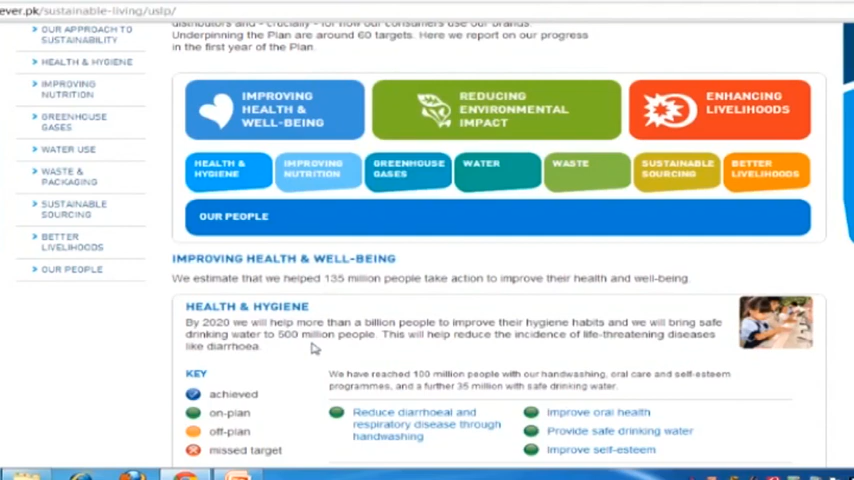 ever.pk/sustainable-living/uslp/
distributors and - crucially - for how our consumers use our brands.
Underpinning the Plan are around 60 targets. Here we report on our progress
in the first year of the Plan.
OUR APPROACH TO
SUSTAINABILITY
HEALTH & HYGIENE
IMPROVING
NUTRITION
GREENHOUSE
GASES
WATER USE
WASTE &
PACKAGING
SUSTAINABLE
SOURCING
BETTER
LIVELIHOODS
OUR PEOPLE
IMPROVING
HEALTH &
WELL-BEING
REDUCING
ENVIRONMENTAL
IMPACT
ENHANCING
LIVELIHOODS
HEALTH &
HYGIENE
IMPROVING
NUTRITION
GREENHOUSE
GASES
WATER
WASTE
SUSTAINABLE
SOURCING
BETTER
LIVELIHOODS
OUR PEOPLE
IMPROVING HEALTH & WELL-BEING
We estimate that we helped 135 million people take action to improve their health and well-being.
HEALTH & HYGIENE
By 2020 we will help more than a billion people to improve their hygiene habits and we will bring safe
drinking water to 500 million people. This will help reduce the incidence of life-threatening diseases
like diarrhoea.
KEY
achieved
on-plan
off-plan
missed target
We have reached 100 million people with our handwashing, oral care and self-esteem
programmes, and a further 35 million with safe drinking water.
Reduce diarrhoeal and
respiratory disease through
handwashing
Improve oral health
Provide safe drinking water
Improve self-esteem